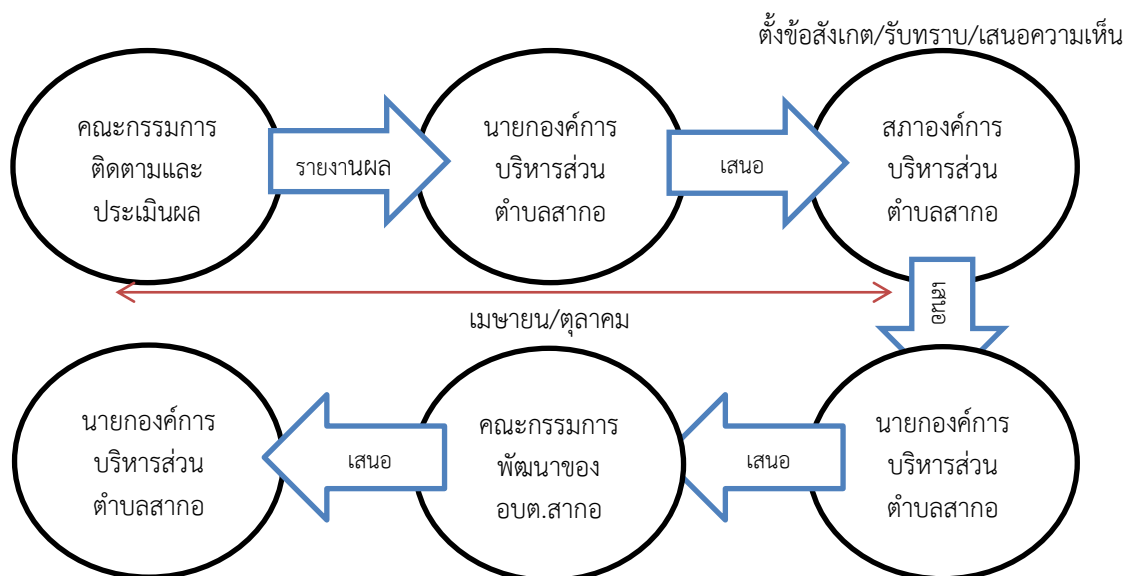 ตั้งข้อสังเกต/รับทราบ/เสนอความเห็น
คณะกรรมการ
ติดตามและ
ประเมินผล
รายงานผล
นายกองค์การ
บริหารส่วน
ตำบลสากอ
เสนอ
สภาองค์การ
บริหารส่วน
ตำบลสากอ
เสนอ
เมษายน/ตุลาคม
นายกองค์การ
บริหารส่วน
ตำบลสากอ
เสนอ
คณะกรรมการ
พัฒนาของ
อบต.สากอ
เสนอ
นายกองค์การ
บริหารส่วน
ตำบลสากอ